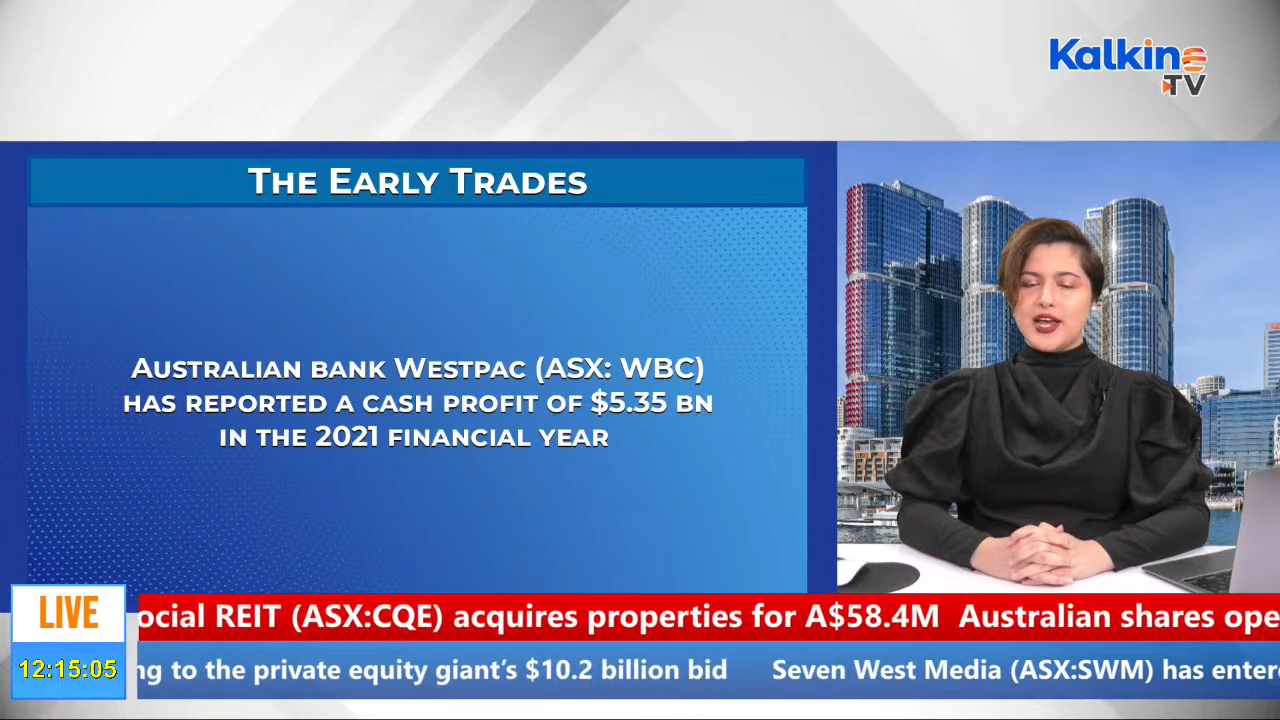 Kalkine
TV
THE EARLY TRADES
AUSTRALIAN BANK WESTPAC (ASX: WBC)
HAS REPORTED A CASH PROFIT OF $5.35 BN
IN THE 2021 FINANCIAL YEAR
LIVE
ocial REIT (ASX:CQE) acquires properties for A$58.4M Australian shares ope
12:15:05
ng to the private equity giant’s $10.2 billion bid Seven West Media (ASX:SWM) has enter